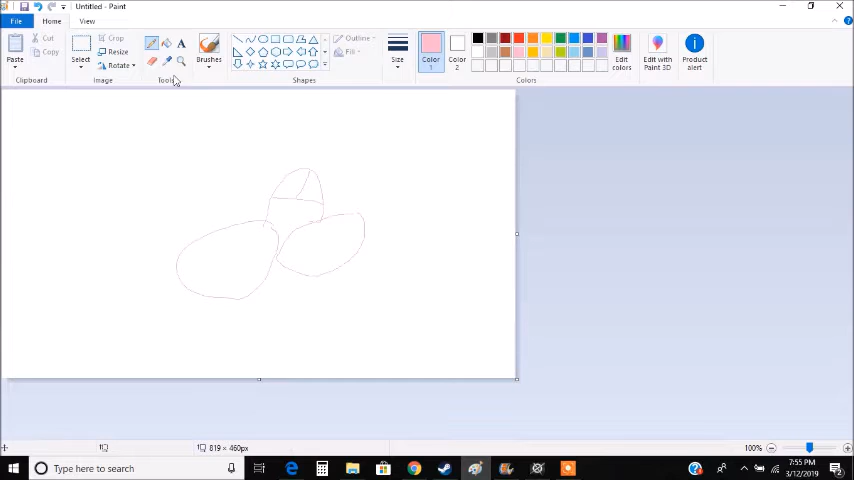 Untitled - Paint
File Home View
Paste
Cut
Copy
Clipboard
Select
Crop
Resize
Rotate
Image
A
Tools
Brushes
Outline
Fill
Shapes
Size
Color 1
Color 2
Edit colors
Colors
Edit with Paint 3D
Product alert
819 × 460px
100%
Type here to search
7:55 PM
3/12/2019